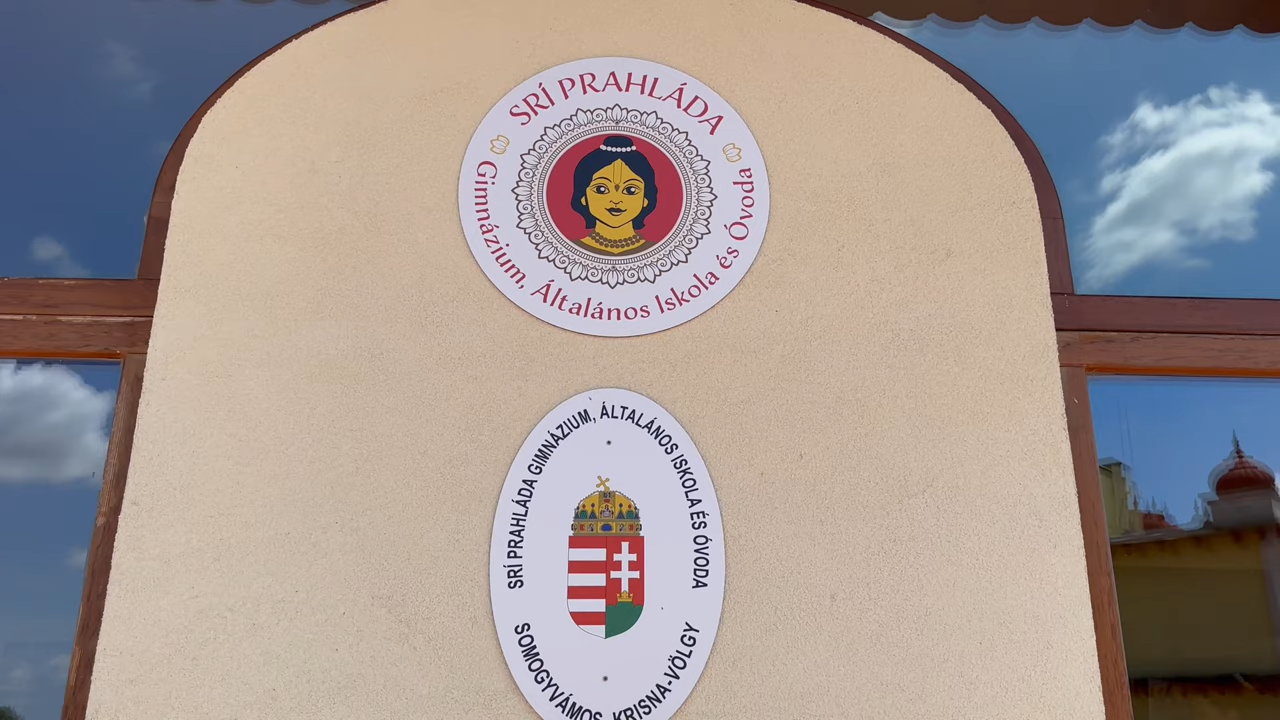 SRÍ PRAHLÁDA
Gimnázium, Általános Iskola és Óvoda
SRÍ PRAHLÁDA GIMNÁZIUM, ÁLTALÁNOS ISKOLA ÉS ÓVODA
SOMOGYVÁMOS, KRISNA-VÖLGY